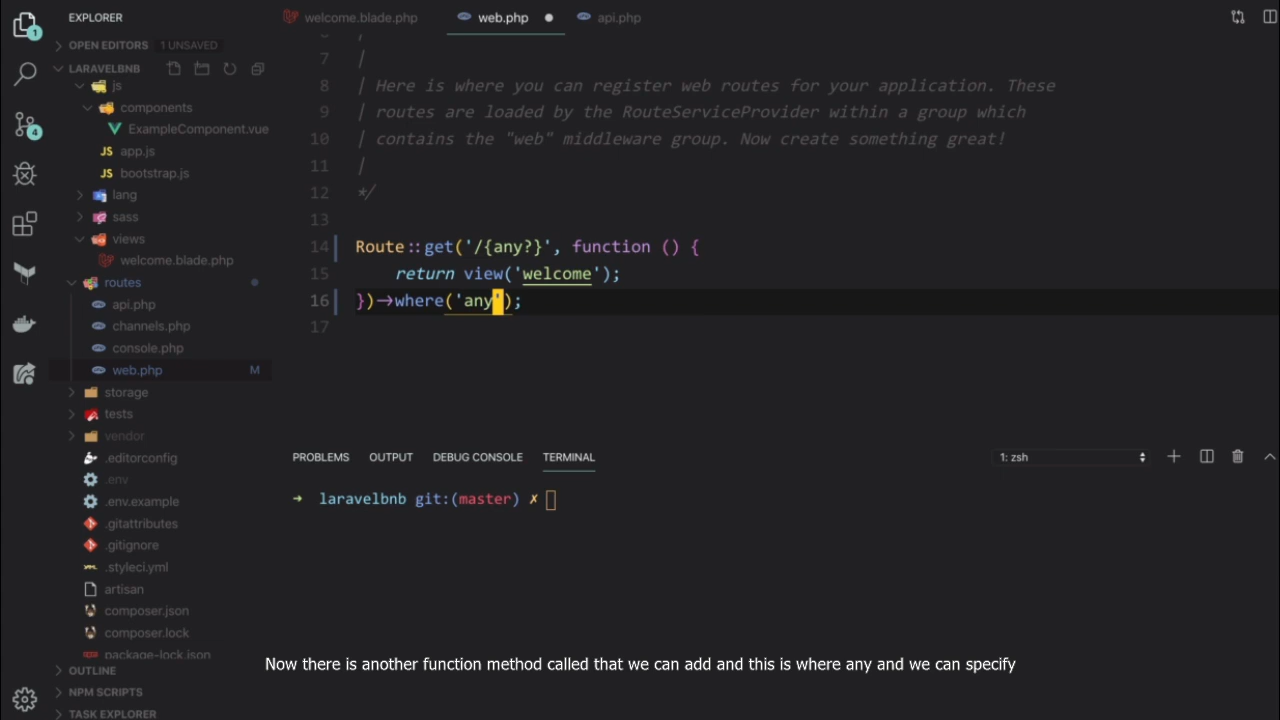 EXPLORER
OPEN EDITORS 1 UNSAVED
LARAVELBNB
js
components
ExampleComponent.vue
JS app.js
JS bootstrap.js
lang
sass
views
welcome.blade.php
routes
api.php
channels.php
console.php
web.php M
storage
tests
vendor
.editorconfig
.env
.env.example
.gitattributes
.gitignore
.styleci.yml
artisan
composer.json
composer.lock
package-lock.json
OUTLINE
NPM SCRIPTS
TASK EXPLORER
1
4
welcome.blade.php web.php api.php
7 |
8 | Here is where you can register web routes for your application. These
9 | routes are loaded by the RouteServiceProvider within a group which
10 | contains the "web" middleware group. Now create something great!
11 |
12 */
13
14 Route::get('/{any?}', function () {
15 return view('welcome');
16 })->where('any');
17
PROBLEMS OUTPUT DEBUG CONSOLE TERMINAL 1: zsh
➜ laravelbnb git:(master) ✗
Now there is another function method called that we can add and this is where any and we can specify